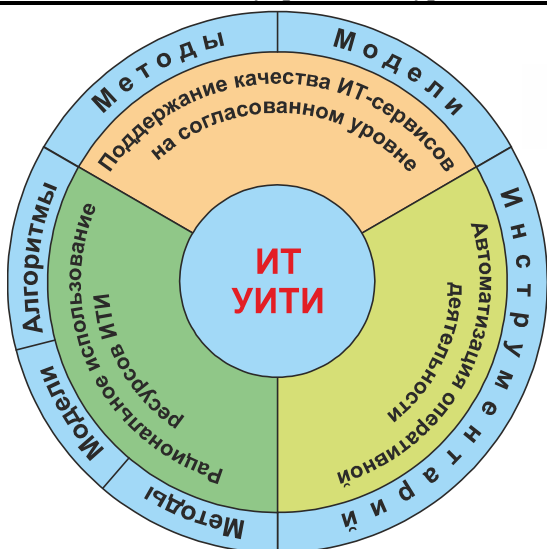 Методы
Модели
Поддержание качества ИТ-сервисов
на согласованном уровне
Алгоритмы
Модели
Методы
Рациональное использование
ресурсов ИТИ
ИТ
УИТИ
Автоматизация оперативной
деятельности
Инструментарий